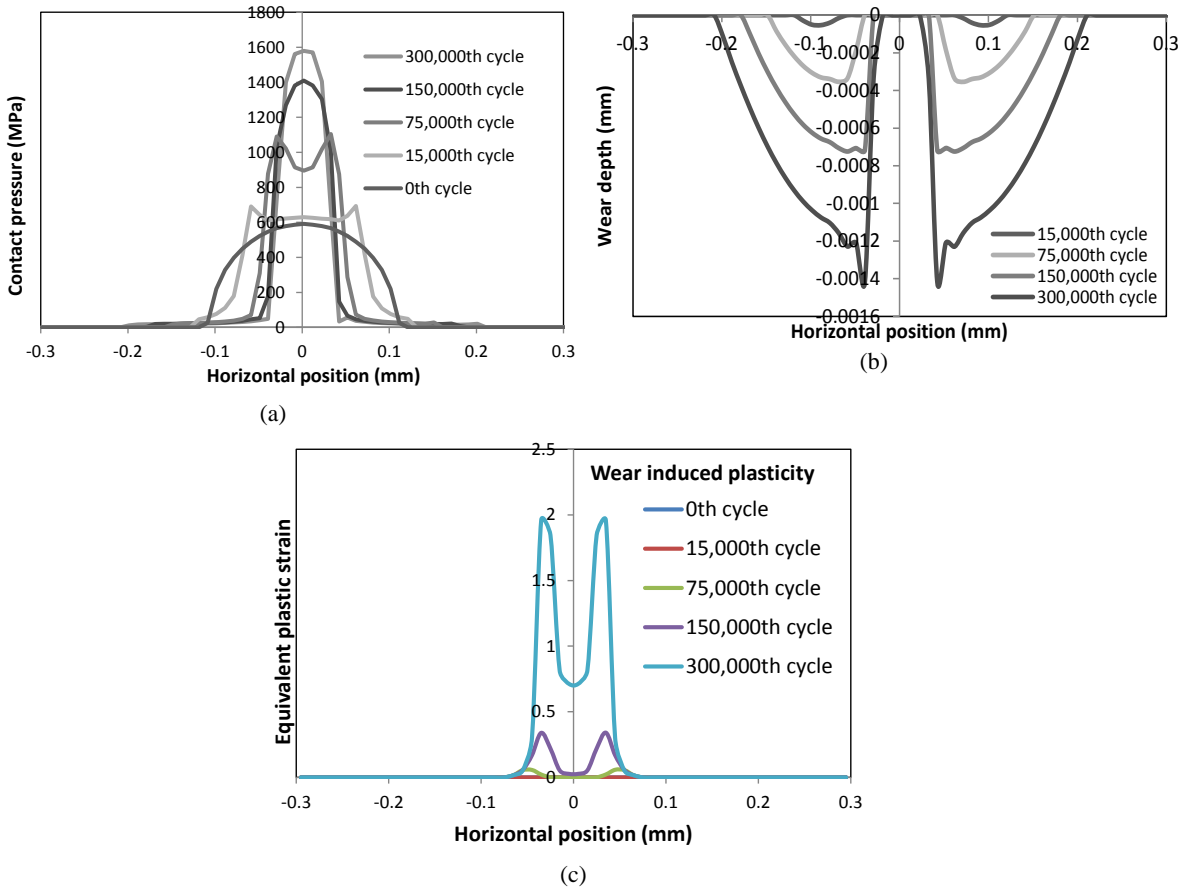 1800
1600
1400
1200
1000
800
600
400
200
0
-0.3
-0.2
-0.1
0
0.1
0.2
0.3
Contact pressure (MPa)
Horizontal position (mm)
300,000th cycle
150,000th cycle
75,000th cycle
15,000th cycle
0th cycle
(a)
0
-0.0002
-0.0004
-0.0006
-0.0008
-0.001
-0.0012
-0.0014
-0.0016
-0.3
-0.2
-0.1
0
0.1
0.2
0.3
Wear depth (mm)
Horizontal position (mm)
15,000th cycle
75,000th cycle
150,000th cycle
300,000th cycle
(b)
2.5
2
1.5
1
0.5
0
-0.3
-0.2
-0.1
0
0.1
0.2
0.3
Equivalent plastic strain
Horizontal position (mm)
Wear induced plasticity
0th cycle
15,000th cycle
75,000th cycle
150,000th cycle
300,000th cycle
(c)